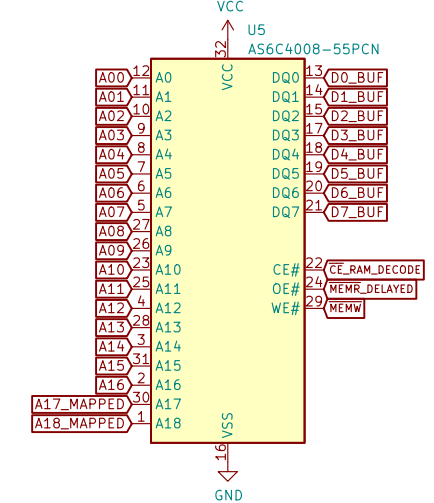 VCC
U5
AS6C4008-55PCN
32
VCC
A00 12 A0 DQ0 13 D0_BUF
A01 11 A1 DQ1 14 D1_BUF
A02 10 A2 DQ2 15 D2_BUF
A03 9 A3 DQ3 17 D3_BUF
A04 8 A4 DQ4 18 D4_BUF
A05 7 A5 DQ5 19 D5_BUF
A06 6 A6 DQ6 20 D6_BUF
A07 5 A7 DQ7 21 D7_BUF
A08 27 A8
A09 26 A9
A10 23 A10 CE# 22 C̅E̅_RAM_DECODE
A11 25 A11 OE# 24 M̅E̅M̅R̅_DELAYED
A12 4 A12 WE# 29 M̅E̅M̅W̅
A13 28 A13
A14 3 A14
A15 31 A15
A16 2 A16
A17_MAPPED 30 A17
A18_MAPPED 1 A18
VSS
16
GND